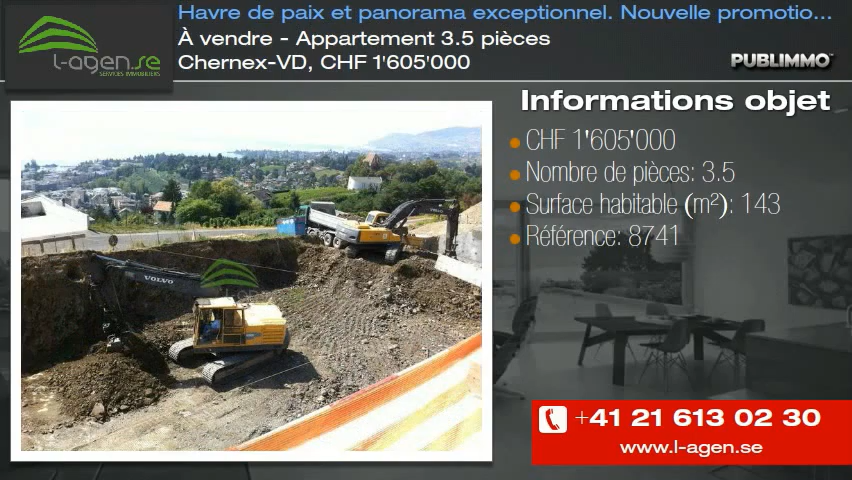 Havre de paix et panorama exceptionnel. Nouvelle promotio...
À vendre - Appartement 3.5 pièces
Chernex-VD, CHF 1'605'000
l-agen.se
SERVICES IMMOBILIERS
PUBLIMMO
Informations objet
CHF 1'605'000
Nombre de pièces: 3.5
Surface habitable (m²): 143
Référence: 8741
VOLVO
+41 21 613 02 30
www.l-agen.se